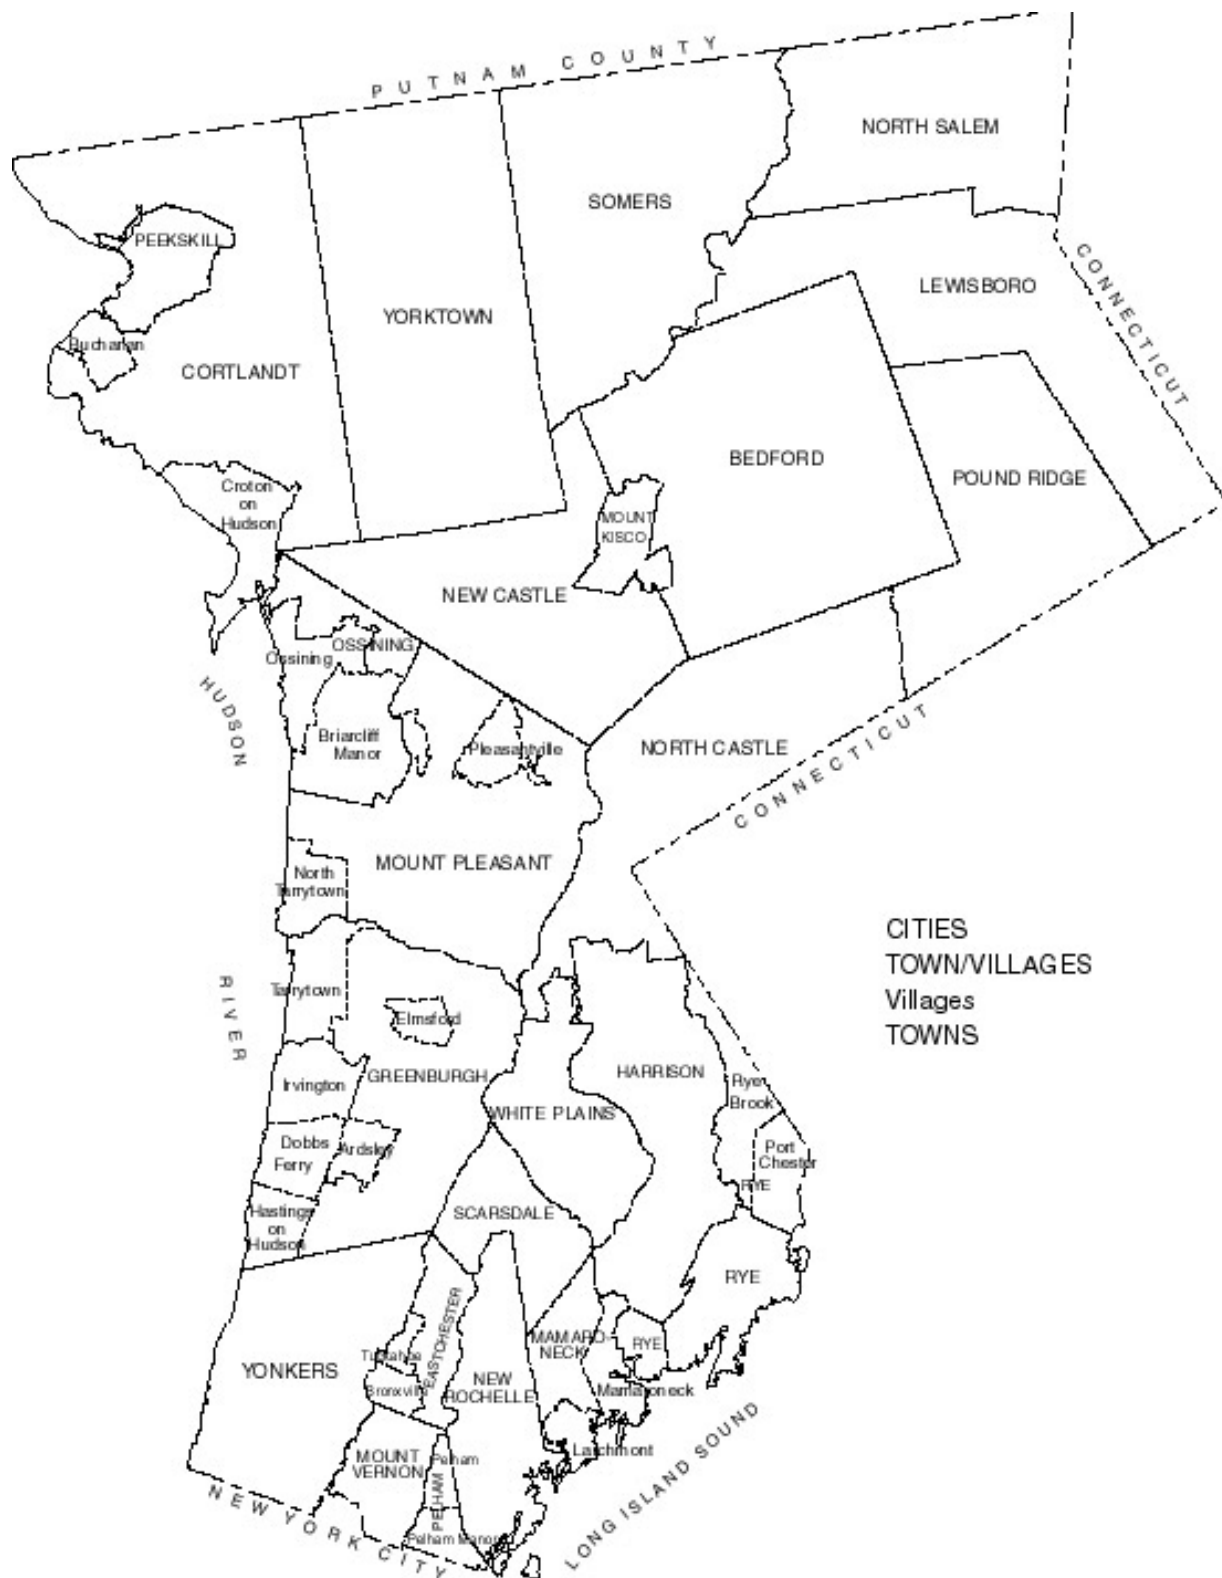 PUTNAM COUNTY
NORTH SALEM
SOMERS
PEEKSKILL
LEWISBORO
CONNECTICUT
YORKTOWN
Buchanan
CORTLANDT
BEDFORD
POUND RIDGE
Croton
on
Hudson
MOUNT
KISCO
NEW CASTLE
OSSINING
Ossining
HUDSON
Briarcliff
Manor
Pleasantville
NORTH CASTLE
CONNECTICUT
MOUNT PLEASANT
North
Tarrytown
CITIES
TOWN/VILLAGES
Villages
TOWNS
Tarrytown
RIVER
Elmsford
GREENBURGH
HARRISON
Irvington
Rye
Brook
WHITE PLAINS
Dobbs
Ferry
Ardsley
Port
Chester
RYE
Hastings
on
Hudson
SCARSDALE
RYE
EASTCHESTER
MAMARO-
NECK
RYE
Tuckahoe
YONKERS
Bronxville
NEW
ROCHELLE
Mamaroneck
Larchmont
MOUNT
VERNON
Pelham
PELHAM
Pelham Manor
LONG ISLAND SOUND
NEW YORK CITY